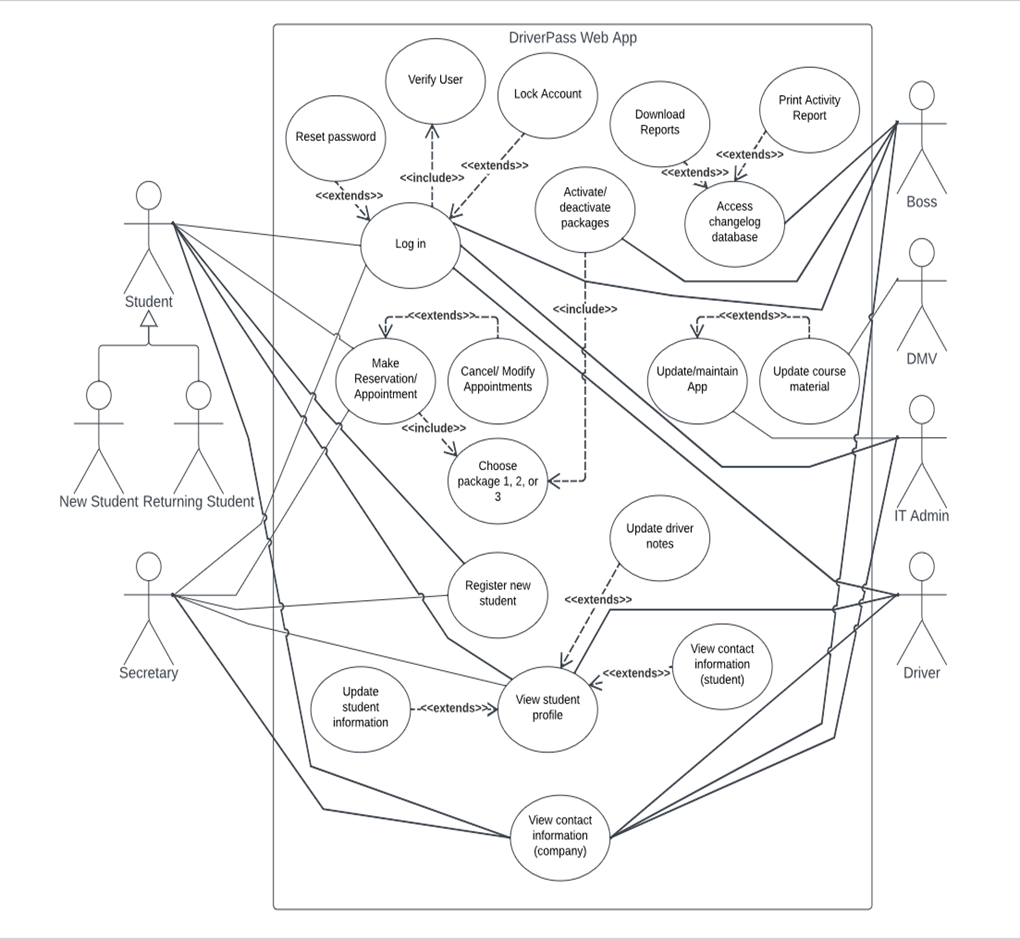 DriverPass Web App
Verify User
Lock Account
Reset password
Download
Reports
Print Activity
Report
<<extends>>
<<include>>
<<extends>>
<<extends>>
<<extends>>
Activate/
deactivate
packages
Access
changelog
database
Log in
Boss
Student
<<include>>
<<extends>>
<<extends>>
Make
Reservation/
Appointment
Cancel/ Modify
Appointments
Update/maintain
App
Update course
material
DMV
<<include>>
Choose
package 1, 2, or
3
New Student
Returning Student
IT Admin
Update driver
notes
Register new
student
<<extends>>
Secretary
Driver
View contact
information
(student)
<<extends>>
Update
student
information
<<extends>>
View student
profile
View contact
information
(company)